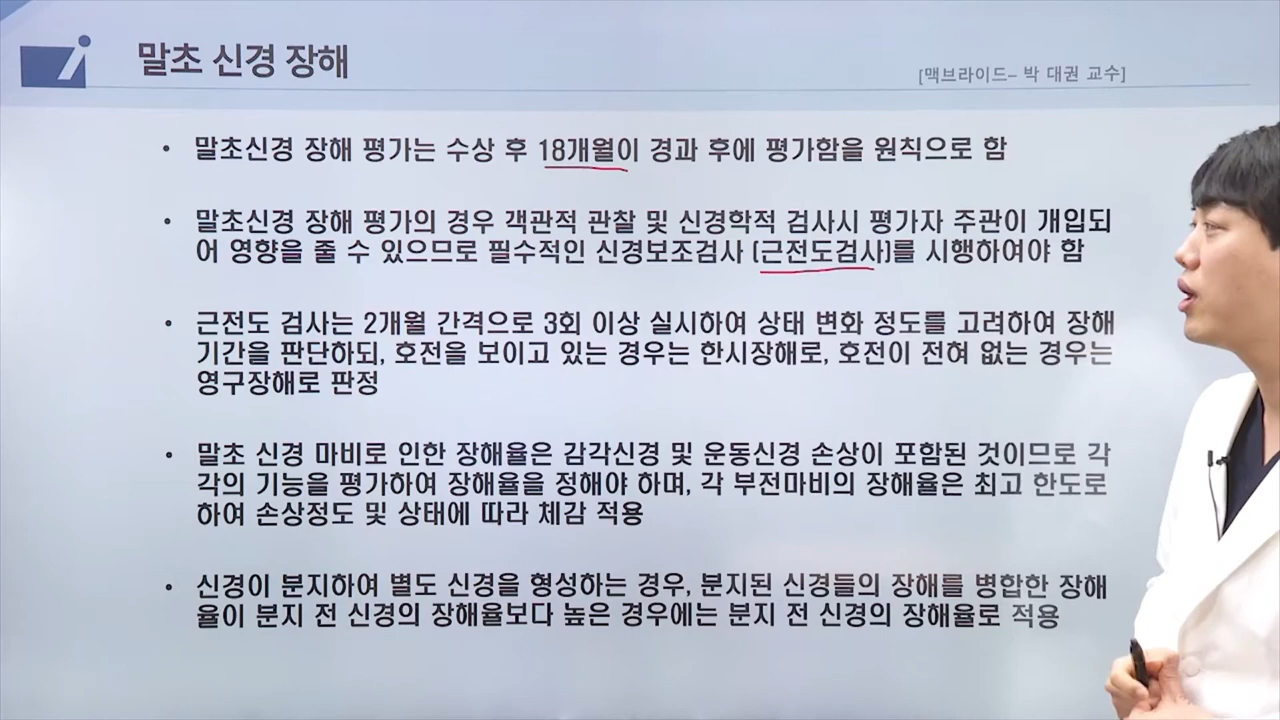 말초 신경 장해
[맥브라이드– 박 대권 교수]
• 말초신경 장해 평가는 수상 후 18개월이 경과 후에 평가함을 원칙으로 함
• 말초신경 장해 평가의 경우 객관적 관찰 및 신경학적 검사시 평가자 주관이 개입되
어 영향을 줄 수 있으므로 필수적인 신경보조검사 (근전도검사)를 시행하여야 함
• 근전도 검사는 2개월 간격으로 3회 이상 실시하여 상태 변화 정도를 고려하여 장해
기간을 판단하되, 호전을 보이고 있는 경우는 한시장해로, 호전이 전혀 없는 경우는
영구장해로 판정
• 말초 신경 마비로 인한 장해율은 감각신경 및 운동신경 손상이 포함된 것이므로 각
각의 기능을 평가하여 장해율을 정해야 하며, 각 부전마비의 장해율은 최고 한도로
하여 손상정도 및 상태에 따라 체감 적용
• 신경이 분지하여 별도 신경을 형성하는 경우, 분지된 신경들의 장해를 병합한 장해
율이 분지 전 신경의 장해율보다 높은 경우에는 분지 전 신경의 장해율로 적용